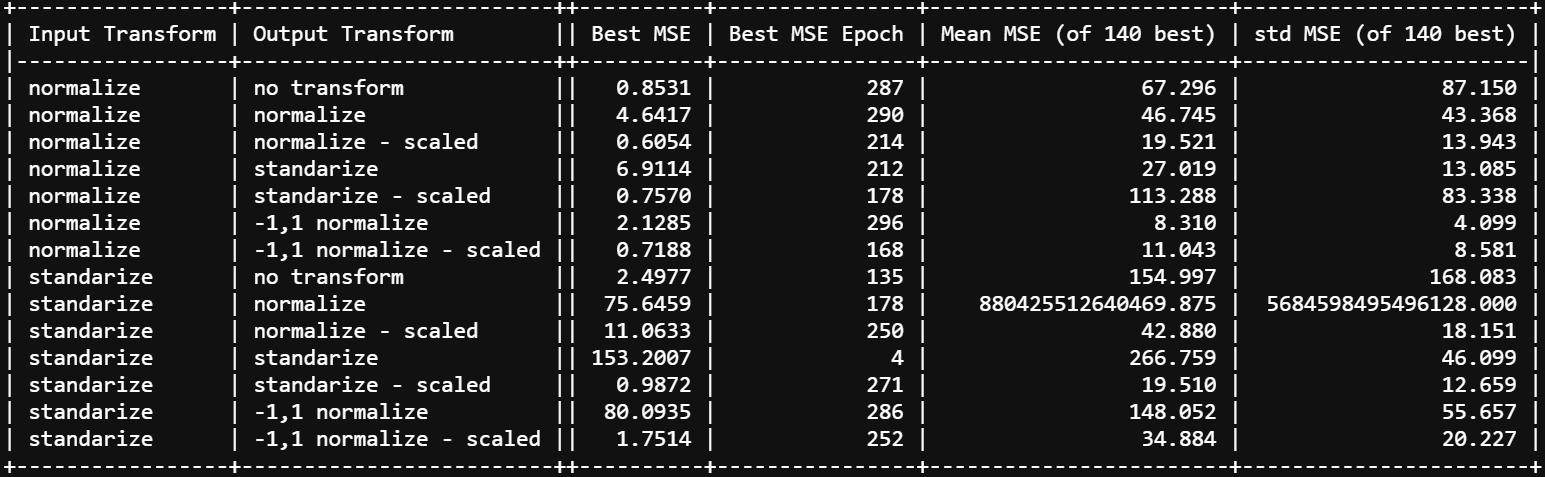 +-----------------+-------------------------++----------+----------------+------------------------+-----------------------+
| Input Transform | Output Transform        || Best MSE | Best MSE Epoch | Mean MSE (of 140 best) | std MSE (of 140 best) |
|-----------------+-------------------------++----------+----------------+------------------------+-----------------------|
| normalize       | no transform            ||   0.8531 |            287 |                 67.296 |                87.150 |
| normalize       | normalize               ||   4.6417 |            290 |                 46.745 |                43.368 |
| normalize       | normalize - scaled      ||   0.6054 |            214 |                 19.521 |                13.943 |
| normalize       | standarize              ||   6.9114 |            212 |                 27.019 |                13.085 |
| normalize       | standarize - scaled     ||   0.7570 |            178 |                113.288 |                83.338 |
| normalize       | -1,1 normalize          ||   2.1285 |            296 |                  8.310 |                 4.099 |
| normalize       | -1,1 normalize - scaled ||   0.7188 |            168 |                 11.043 |                 8.581 |
| standarize      | no transform            ||   2.4977 |            135 |                154.997 |               168.083 |
| standarize      | normalize               ||  75.6459 |            178 |    880425512640469.875 |  5684598495496128.000 |
| standarize      | normalize - scaled      ||  11.0633 |            250 |                 42.880 |                18.151 |
| standarize      | standarize              || 153.2007 |              4 |                266.759 |                46.099 |
| standarize      | standarize - scaled     ||   0.9872 |            271 |                 19.510 |                12.659 |
| standarize      | -1,1 normalize          ||  80.0935 |            286 |                148.052 |                55.657 |
| standarize      | -1,1 normalize - scaled ||   1.7514 |            252 |                 34.884 |                20.227 |
+-----------------+-------------------------++----------+----------------+------------------------+-----------------------+